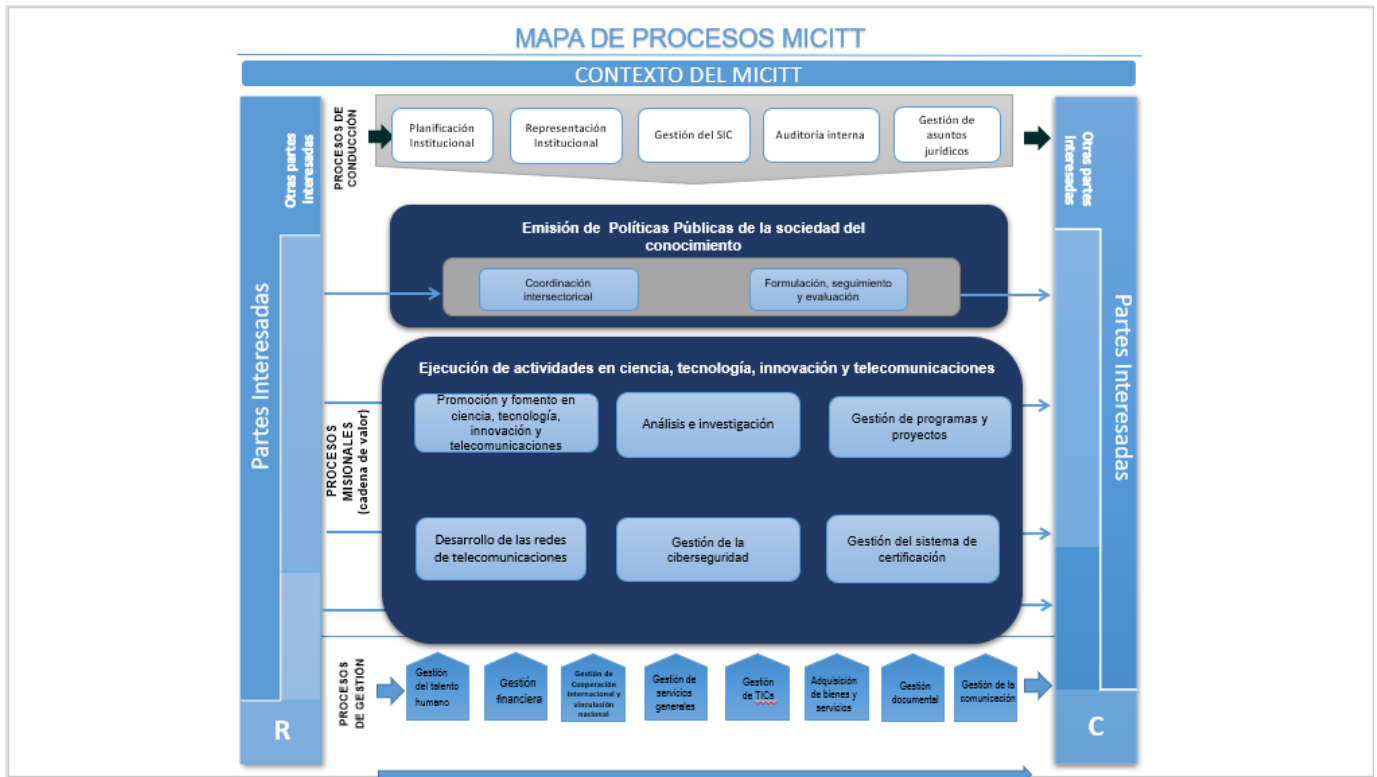 MAPA DE PROCESOS MICITT
CONTEXTO DEL MICITT
Otras partes
interesadas
Partes Interesadas
R
PROCESOS DE
CONDUCCIÓN
Planificación
Institucional
Representación
Institucional
Gestión del SIC
Auditoría interna
Gestión de
asuntos
jurídicos
Emisión de Políticas Públicas de la sociedad del
conocimiento
Coordinación
intersectorical
Formulación, seguimiento
y evaluación
PROCESOS
MISIONALES
(cadena de valor)
Ejecución de actividades en ciencia, tecnología, innovación y telecomunicaciones
Promoción y fomento en
ciencia, tecnología,
innovación y
telecomunicaciones
Análisis e investigación
Gestión de programas y
proyectos
Desarrollo de las redes
de telecomunicaciones
Gestión de la
ciberseguridad
Gestión del sistema de
certificación
PROCESOS
DE GESTIÓN
Gestión
del talento
humano
Gestión
financiera
Gestión de
Cooperación
Internacional y
vinculación
nacional
Gestión de
servicios
generales
Gestión
de TICs
Adquisición
de bienes y
servicios
Gestión
documental
Gestión de la
comunicación
Otras partes
interesadas
Partes Interesadas
C